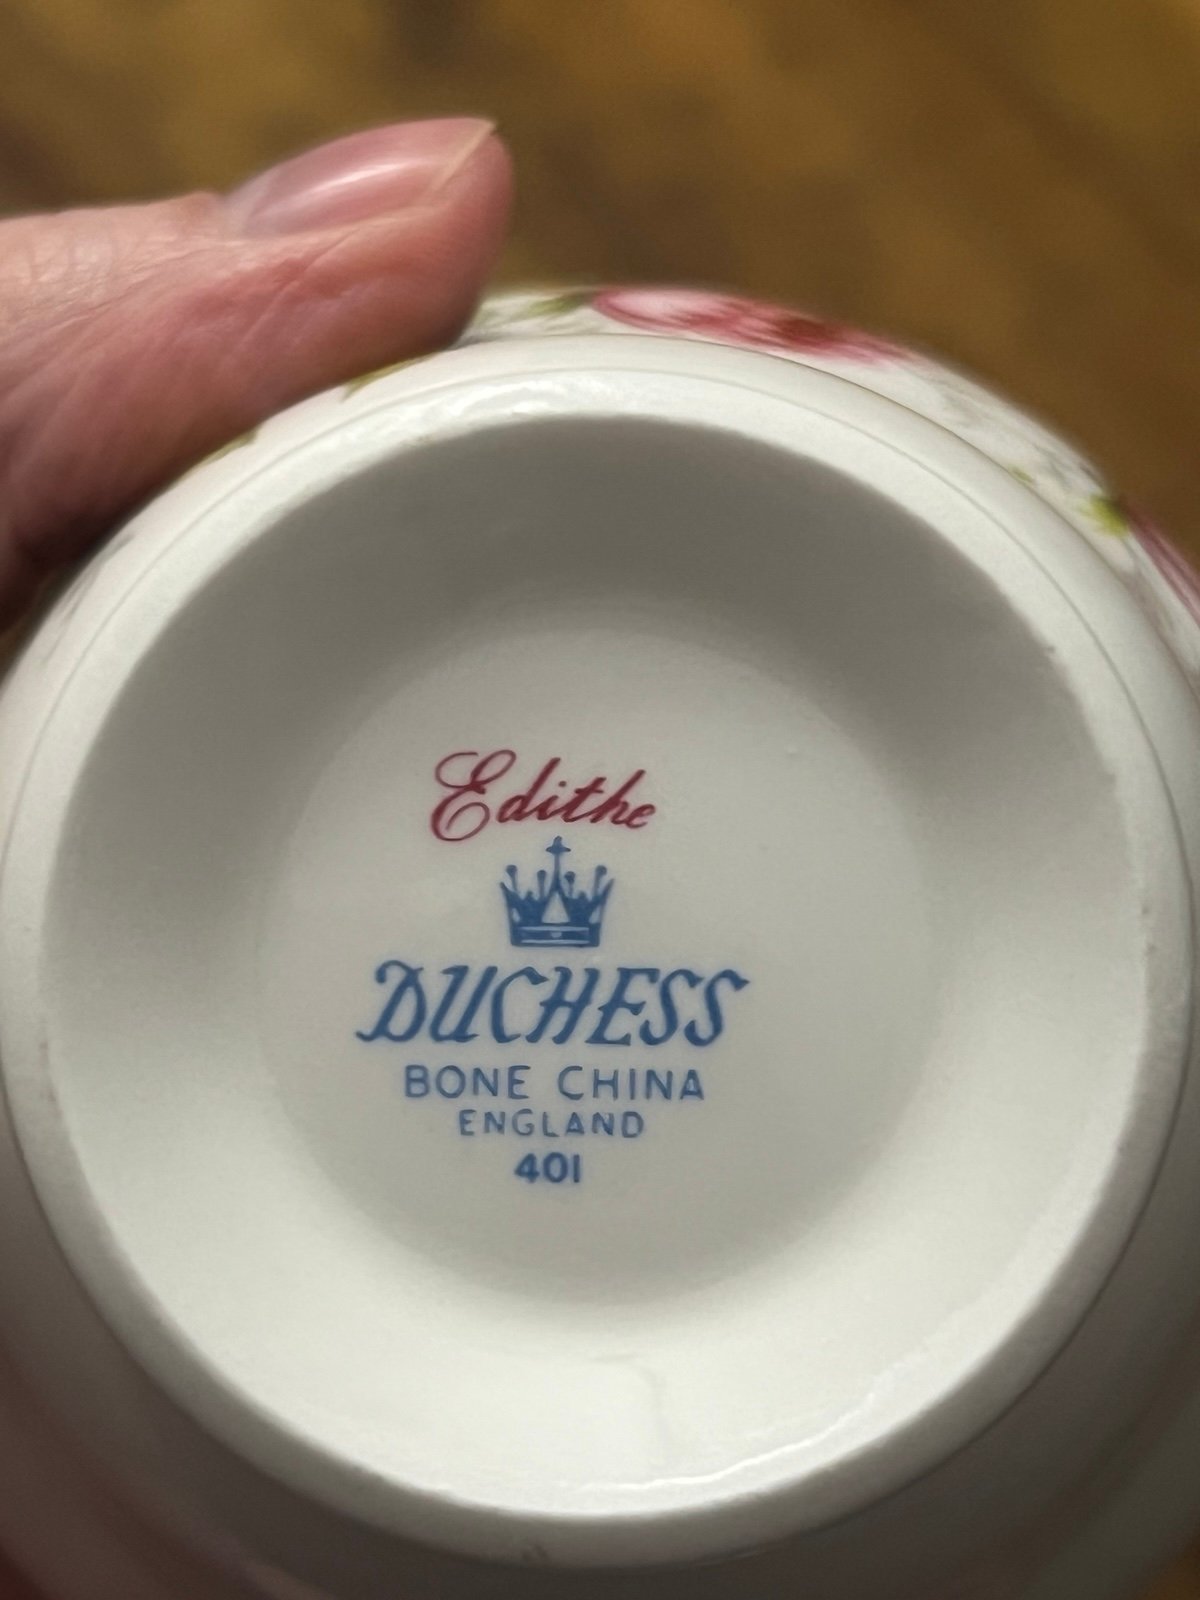 Edithe
DUCHESS
BONE CHINA
ENGLAND
401